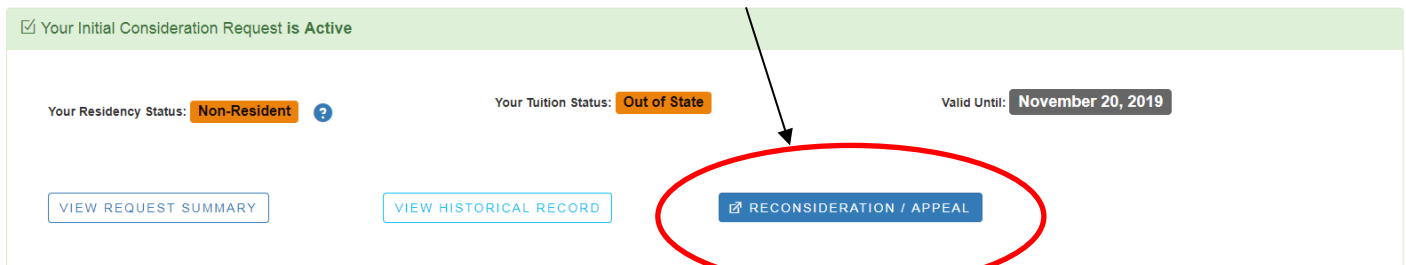 Your Initial Consideration Request is Active
Your Residency Status: Non-Resident ?
Your Tuition Status: Out of State
Valid Until: November 20, 2019
VIEW REQUEST SUMMARY
VIEW HISTORICAL RECORD
RECONSIDERATION / APPEAL